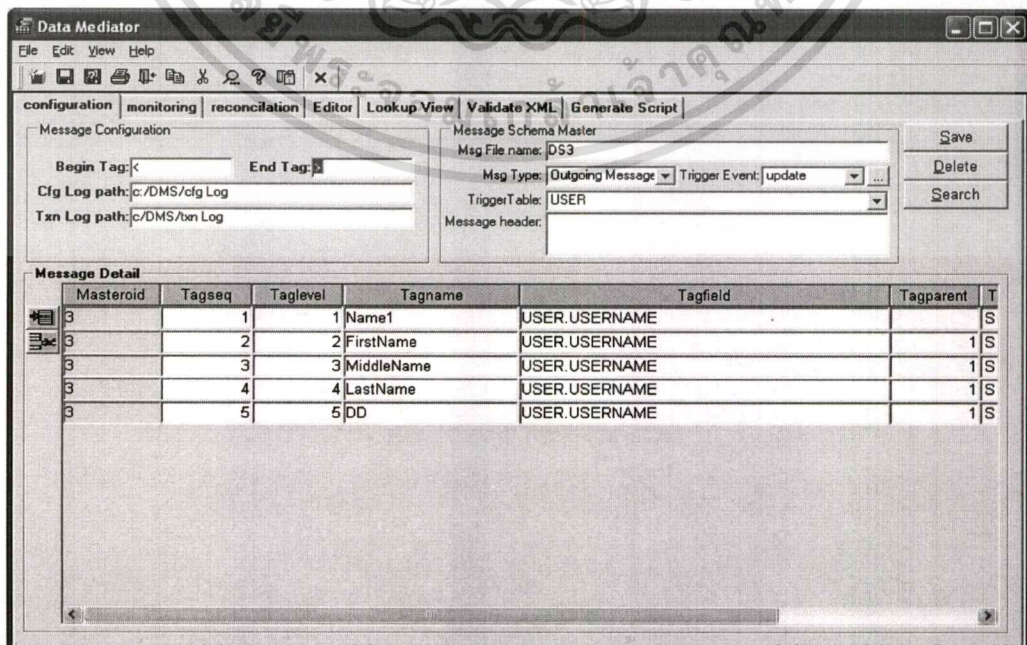 Data Mediator
File Edit View Help
configuration monitoring reconcilation Editor Lookup View Validate XML Generate Script
Message Configuration
Begin Tag: < End Tag: >
Cfg Log path: c:/DMS/cfg Log
Txn Log path: c/DMS/txn Log
Message Schema Master
Msg File name: DS3
Msg Type: Outgoing Message Trigger Event: update ...
TriggerTable: USER
Message header:
Save
Delete
Search
Message Detail
Masteroid Tagseq Taglevel Tagname Tagfield Tagparent T
3 1 1 Name1 USER.USERNAME S
3 2 2 FirstName USER.USERNAME 1 S
3 3 3 MiddleName USER.USERNAME 1 S
3 4 4 LastName USER.USERNAME 1 S
3 5 5 DD USER.USERNAME 1 S